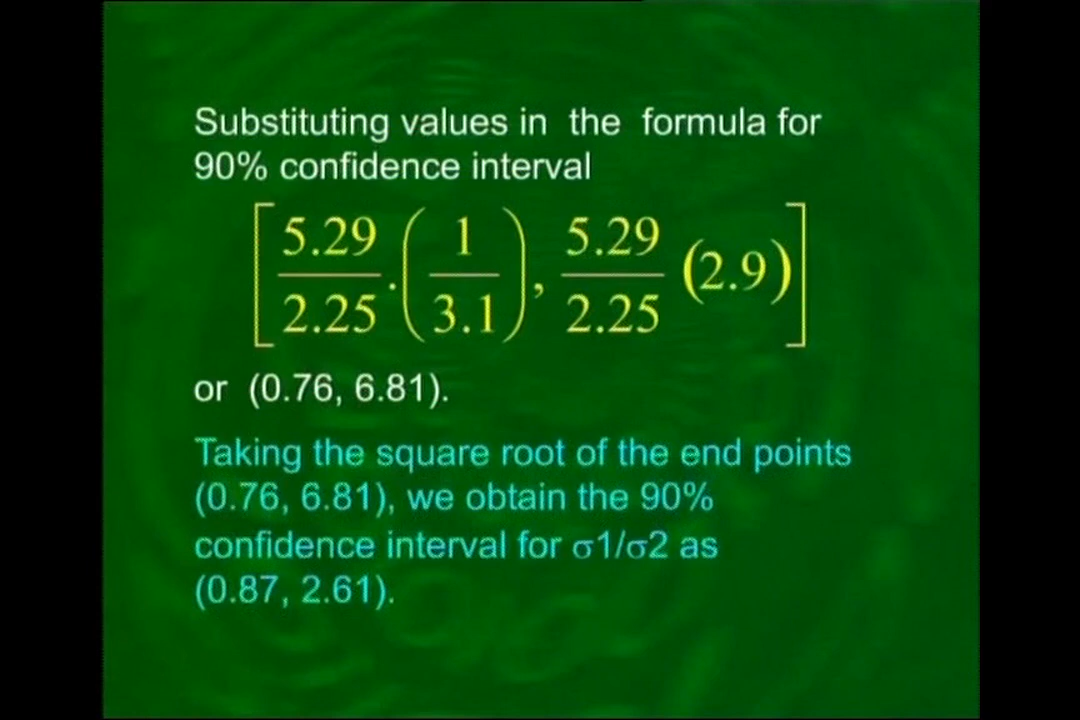 Substituting values in the formula for
90% confidence interval
[5.29/2.25 · (1/3.1), 5.29/2.25 (2.9)]
or (0.76, 6.81).
Taking the square root of the end points
(0.76, 6.81), we obtain the 90%
confidence interval for σ1/σ2 as
(0.87, 2.61).